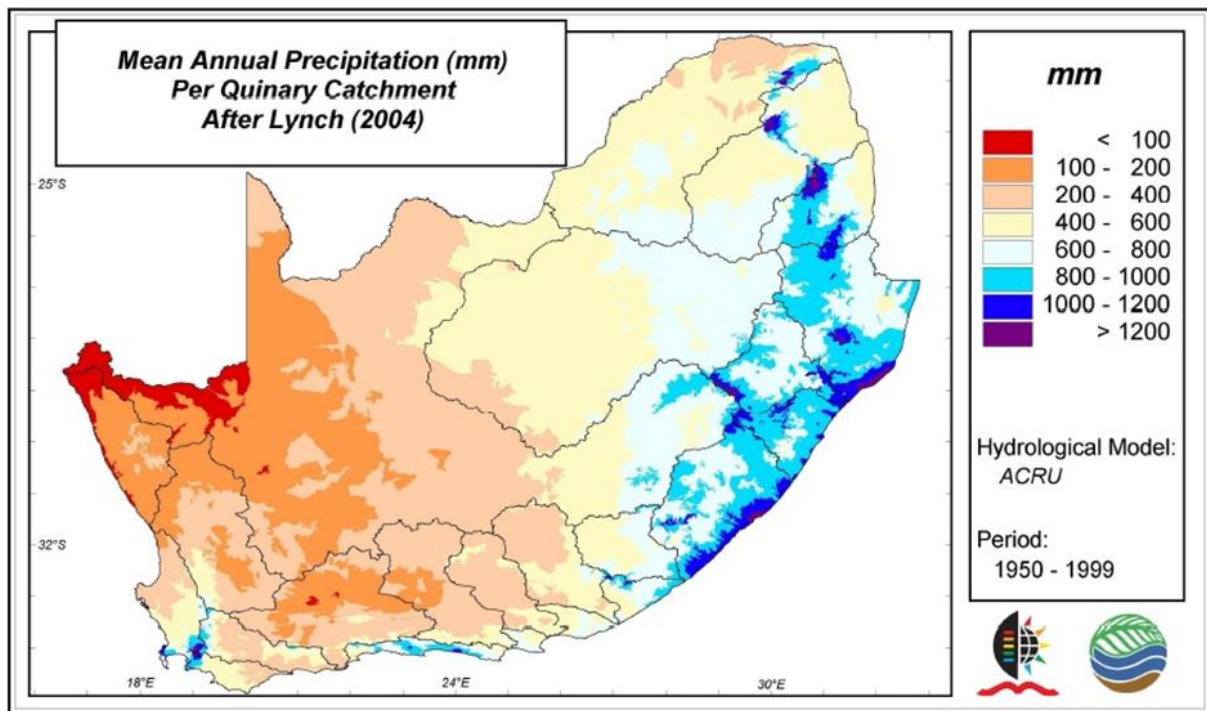 Mean Annual Precipitation (mm)
Per Quinary Catchment
After Lynch (2004)
25°S
32°S
18°E
24°E
30°E
mm
< 100
100 - 200
200 - 400
400 - 600
600 - 800
800 - 1000
1000 - 1200
> 1200
Hydrological Model:
ACRU
Period:
1950 - 1999